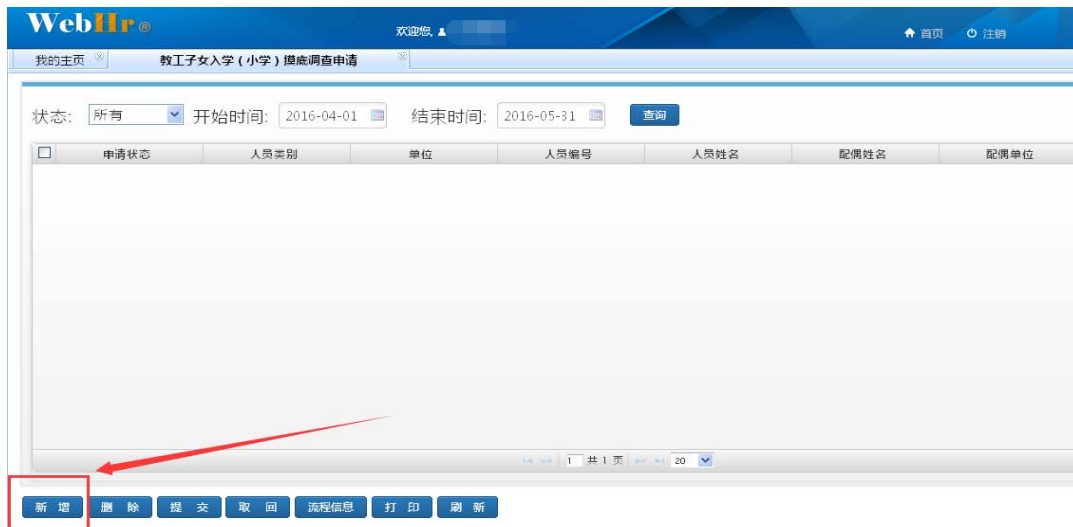 WebHr®
欢迎您,
首页 注销
我的主页 教工子女入学（小学）摸底调查申请
状态: 所有 开始时间: 2016-04-01 结束时间: 2016-05-31 查询
申请状态 人员类别 单位 人员编号 人员姓名 配偶姓名 配偶单位
1 共 1 页 20
新 增 删 除 提 交 取 回 流程信息 打 印 刷 新